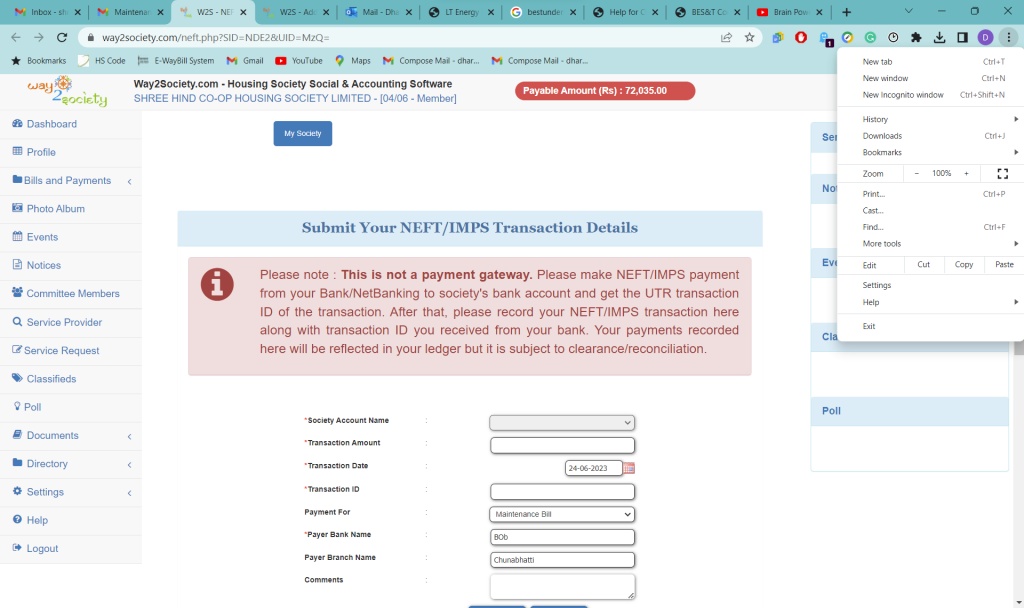 Inbox - sh
Maintenan
W2S - NEF
W2S - Ad
Mail - Dha
LT Energy
bestunder
Help for C
BES&T Co
Brain Pow
way2society.com/neft.php?SID=NDE2&UID=MzQ=
1
D
Bookmarks
HS Code
E-WayBill System
Gmail
YouTube
Maps
Compose Mail - dhar...
Compose Mail - dhar...
way
2society
Way2Society.com - Housing Society Social & Accounting Software
SHREE HIND CO-OP HOUSING SOCIETY LIMITED - [04/06 - Member]
Payable Amount (Rs) : 72,035.00
Dashboard
Profile
Bills and Payments
Photo Album
Events
Notices
Committee Members
Service Provider
Service Request
Classifieds
Poll
Documents
Directory
Settings
Help
Logout
My Society
Submit Your NEFT/IMPS Transaction Details
Please note : This is not a payment gateway. Please make NEFT/IMPS payment
from your Bank/NetBanking to society's bank account and get the UTR transaction
ID of the transaction. After that, please record your NEFT/IMPS transaction here
along with transaction ID you received from your bank. Your payments recorded
here will be reflected in your ledger but it is subject to clearance/reconciliation.
*Society Account Name :
*Transaction Amount :
*Transaction Date : 24-06-2023
*Transaction ID :
Payment For : Maintenance Bill
*Payer Bank Name : BOb
Payer Branch Name : Chunabhatti
Comments :
Ser
Not
Eve
Cla
Poll
New tab Ctrl+T
New window Ctrl+N
New Incognito window Ctrl+Shift+N
History
Downloads Ctrl+J
Bookmarks
Zoom - 100% +
Print... Ctrl+P
Cast...
Find... Ctrl+F
More tools
Edit Cut Copy Paste
Settings
Help
Exit